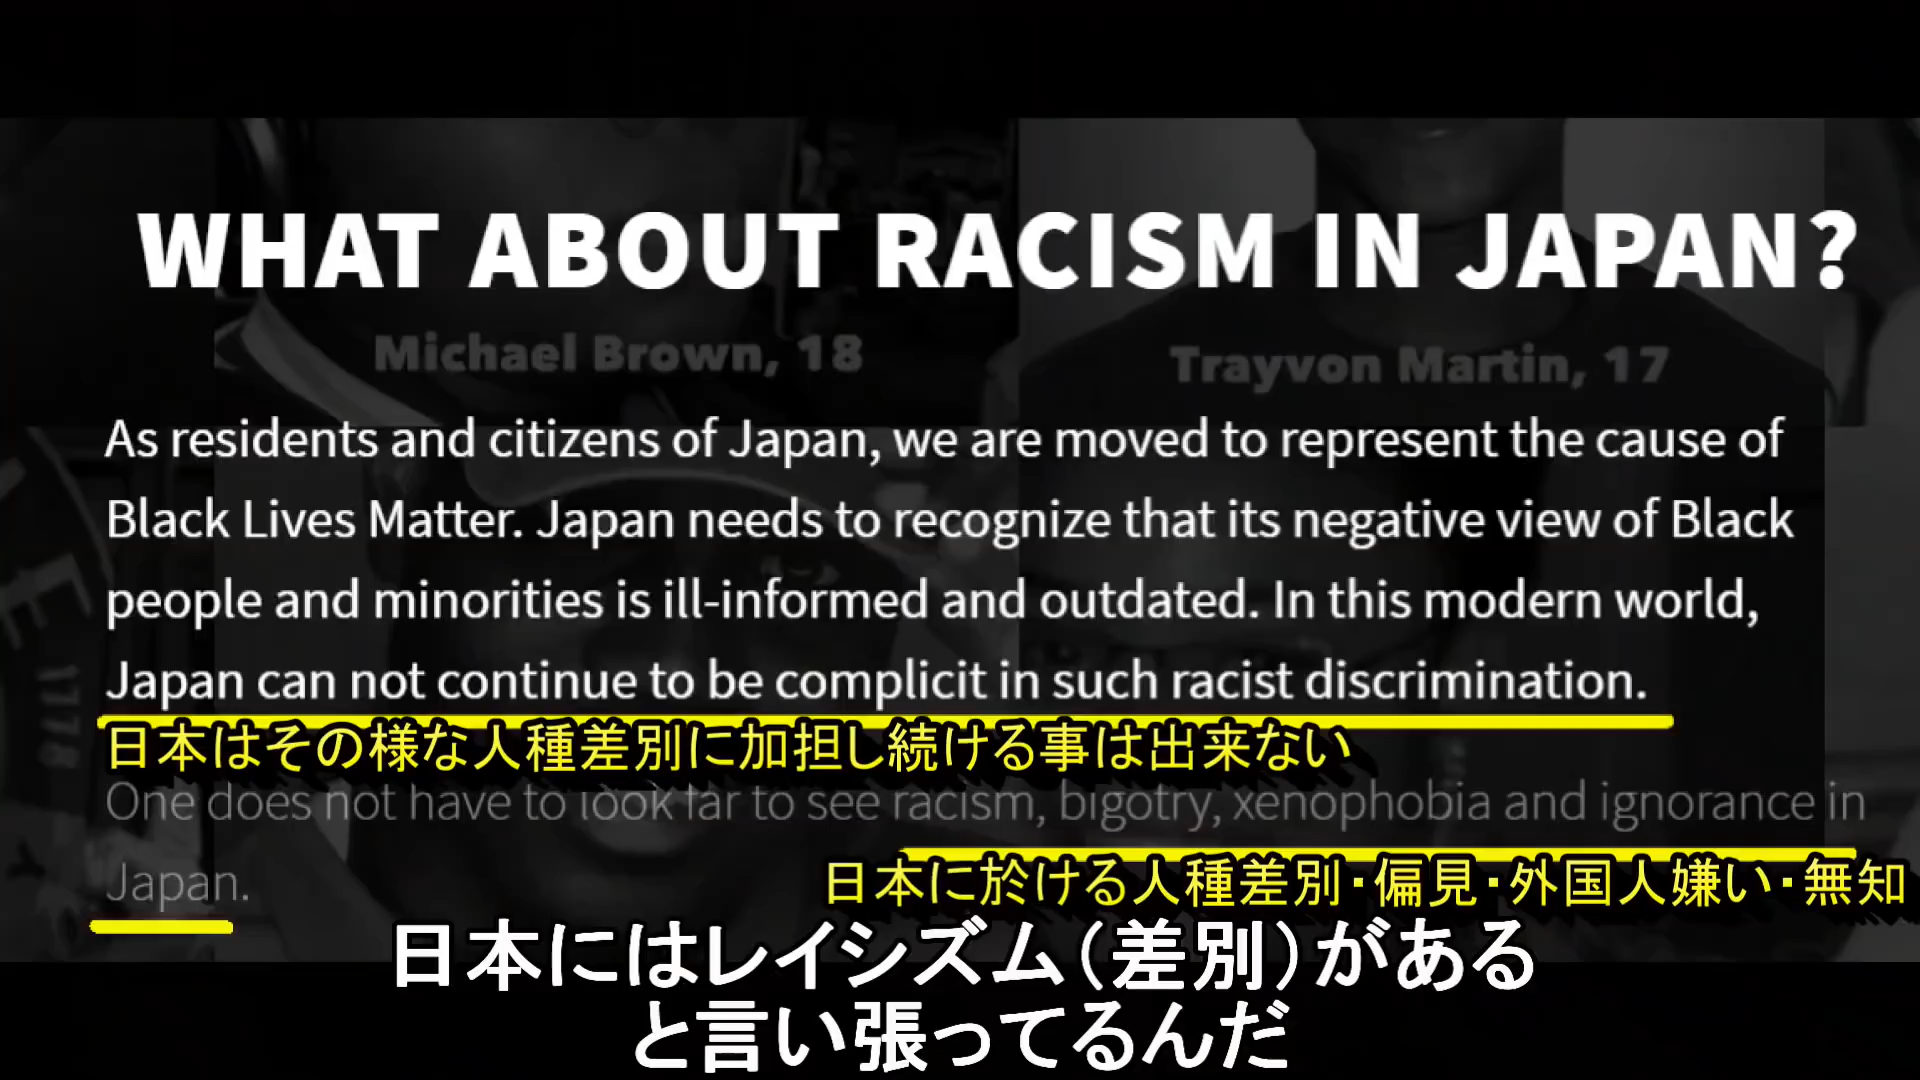 WHAT ABOUT RACISM IN JAPAN?
Michael Brown, 18
Trayvon Martin, 17
As residents and citizens of Japan, we are moved to represent the cause of
Black Lives Matter. Japan needs to recognize that its negative view of Black
people and minorities is ill-informed and outdated. In this modern world,
Japan can not continue to be complicit in such racist discrimination.
日本はその様な人種差別に加担し続ける事は出来ない
One does not have to look far to see racism, bigotry, xenophobia and ignorance in
Japan.
日本に於ける人種差別・偏見・外国人嫌い・無知
日本にはレイシズム（差別）がある
と言い張ってるんだ